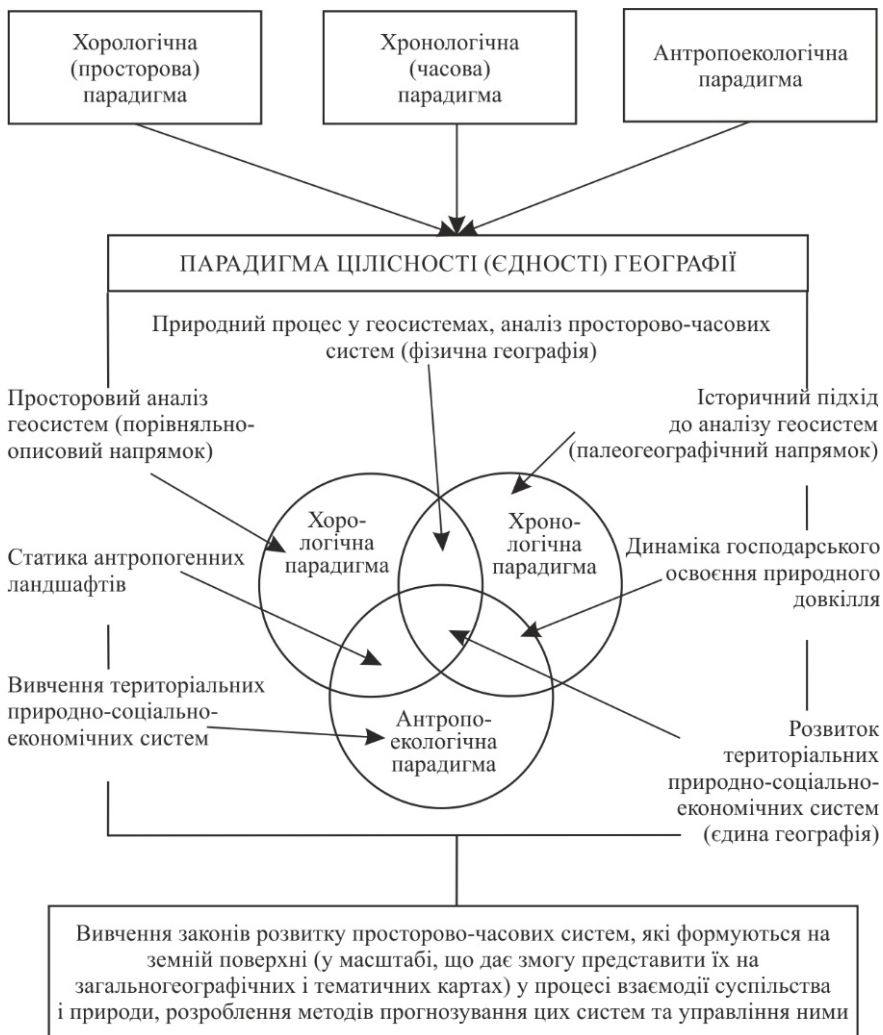 Хорологічна
(просторова)
парадигма
Хронологічна
(часова)
парадигма
Антропоекологічна
парадигма
ПАРАДИГМА ЦІЛІСНОСТІ (ЄДНОСТІ) ГЕОГРАФІЇ
Природний процес у геосистемах, аналіз просторово-часових
систем (фізична географія)
Просторовий аналіз
геосистем (порівняльно-
описовий напрямок)
Історичний підхід
до аналізу геосистем
(палеогеографічний напрямок)
Хоро-
логічна
парадигма
Хроно-
логічна
парадигма
Статика антропогенних
ландшафтів
Динаміка господарського
освоєння природного
довкілля
Вивчення територіальних
природно-соціально-
економічних систем
Антропо-
екологічна
парадигма
Розвиток
територіальних
природно-соціально-
економічних систем
(єдина географія)
Вивчення законів розвитку просторово-часових систем, які формуються на
земній поверхні (у масштабі, що дає змогу представити їх на
загальногеографічних і тематичних картах) у процесі взаємодії суспільства
і природи, розроблення методів прогнозування цих систем та управління ними